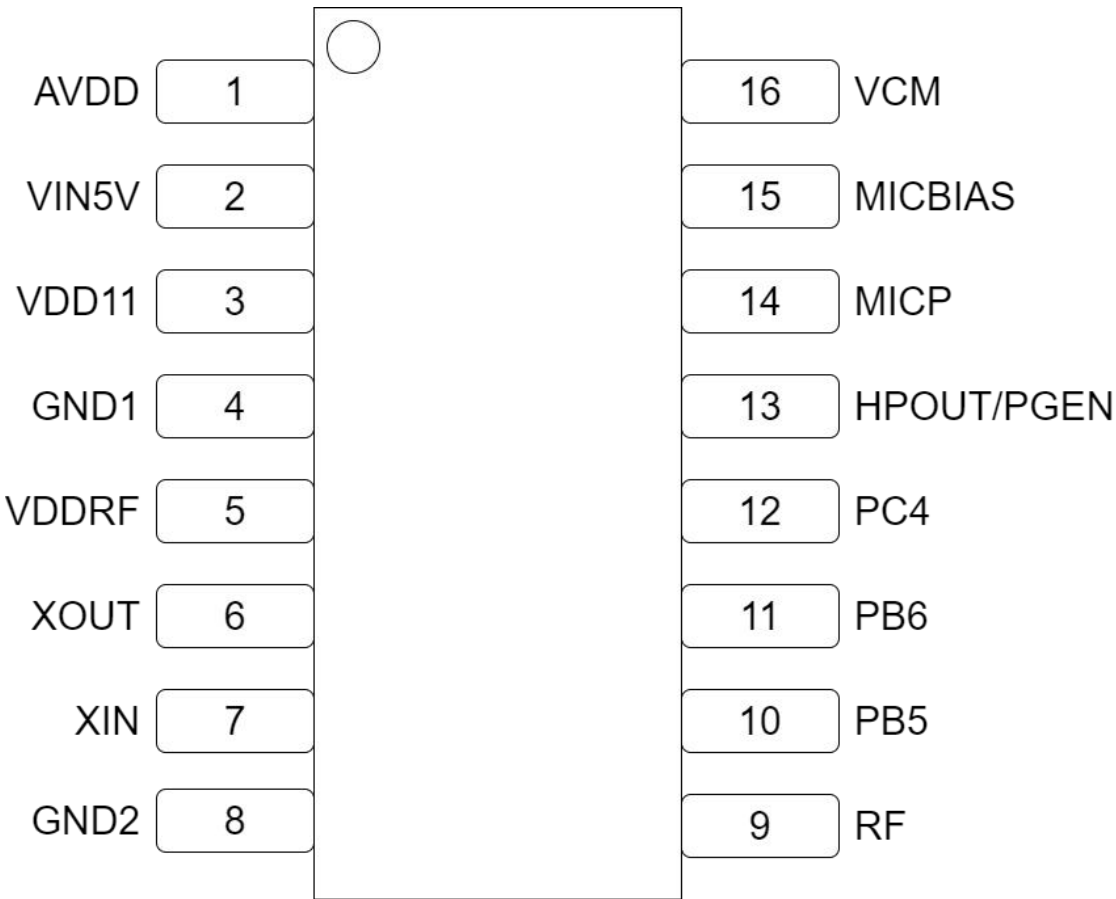 AVDD 1 16 VCM
VIN5V 2 15 MICBIAS
VDD11 3 14 MICP
GND1 4 13 HPOUT/PGEN
VDDRF 5 12 PC4
XOUT 6 11 PB6
XIN 7 10 PB5
GND2 8 9 RF